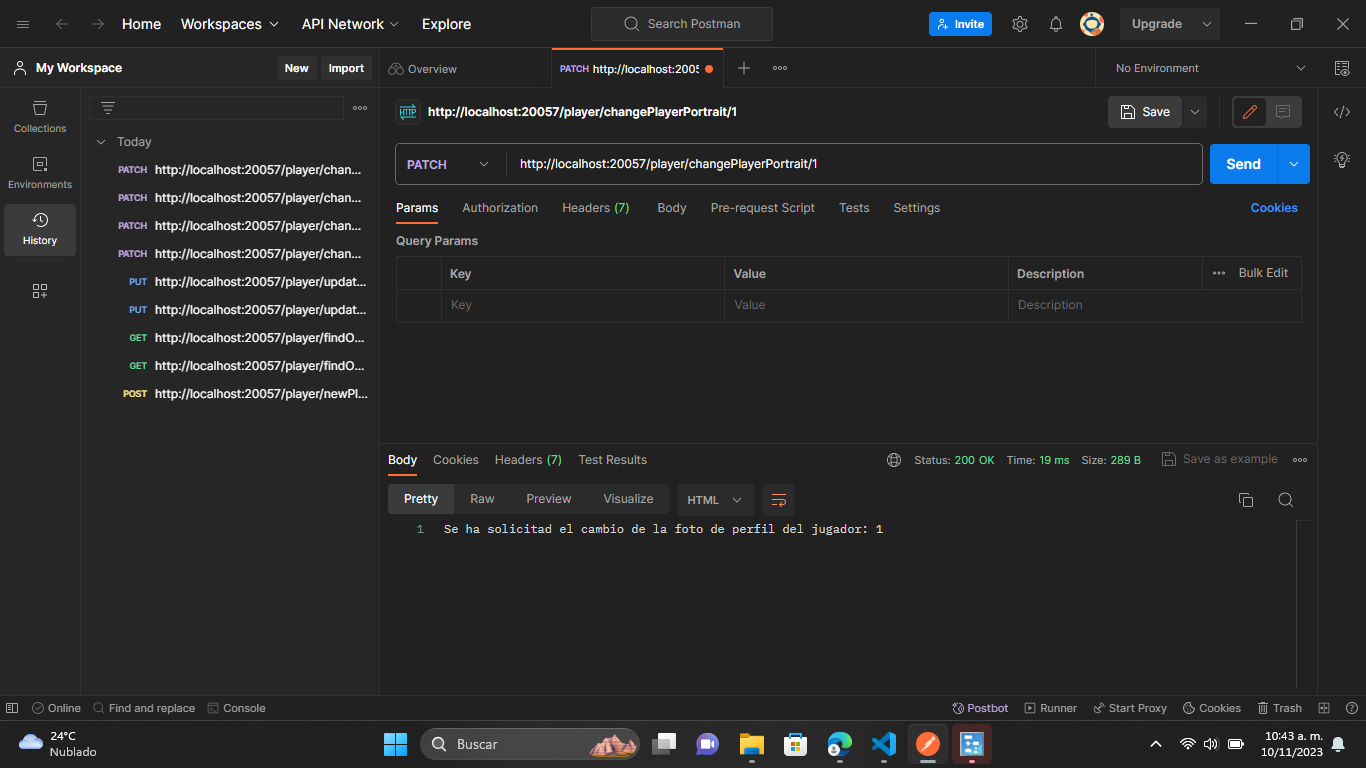 Home
Workspaces
API Network
Explore
Search Postman
Invite
Upgrade
My Workspace
New
Import
Overview
PATCH http://localhost:2005
No Environment
Collections
Environments
History
Today
PATCH http://localhost:20057/player/chan...
PATCH http://localhost:20057/player/chan...
PATCH http://localhost:20057/player/chan...
PATCH http://localhost:20057/player/chan...
PUT http://localhost:20057/player/updat...
PUT http://localhost:20057/player/updat...
GET http://localhost:20057/player/findO...
GET http://localhost:20057/player/findO...
POST http://localhost:20057/player/newPl...
HTTP http://localhost:20057/player/changePlayerPortrait/1
Save
PATCH http://localhost:20057/player/changePlayerPortrait/1
Send
Params Authorization Headers (7) Body Pre-request Script Tests Settings Cookies
Query Params
Key Value Description Bulk Edit
Key Value Description
Body Cookies Headers (7) Test Results Status: 200 OK Time: 19 ms Size: 289 B Save as example
Pretty Raw Preview Visualize HTML
1 Se ha solicitad el cambio de la foto de perfil del jugador: 1
Online Find and replace Console Postbot Runner Start Proxy Cookies Trash
24°C
Nublado
Buscar
10:43 a. m.
10/11/2023